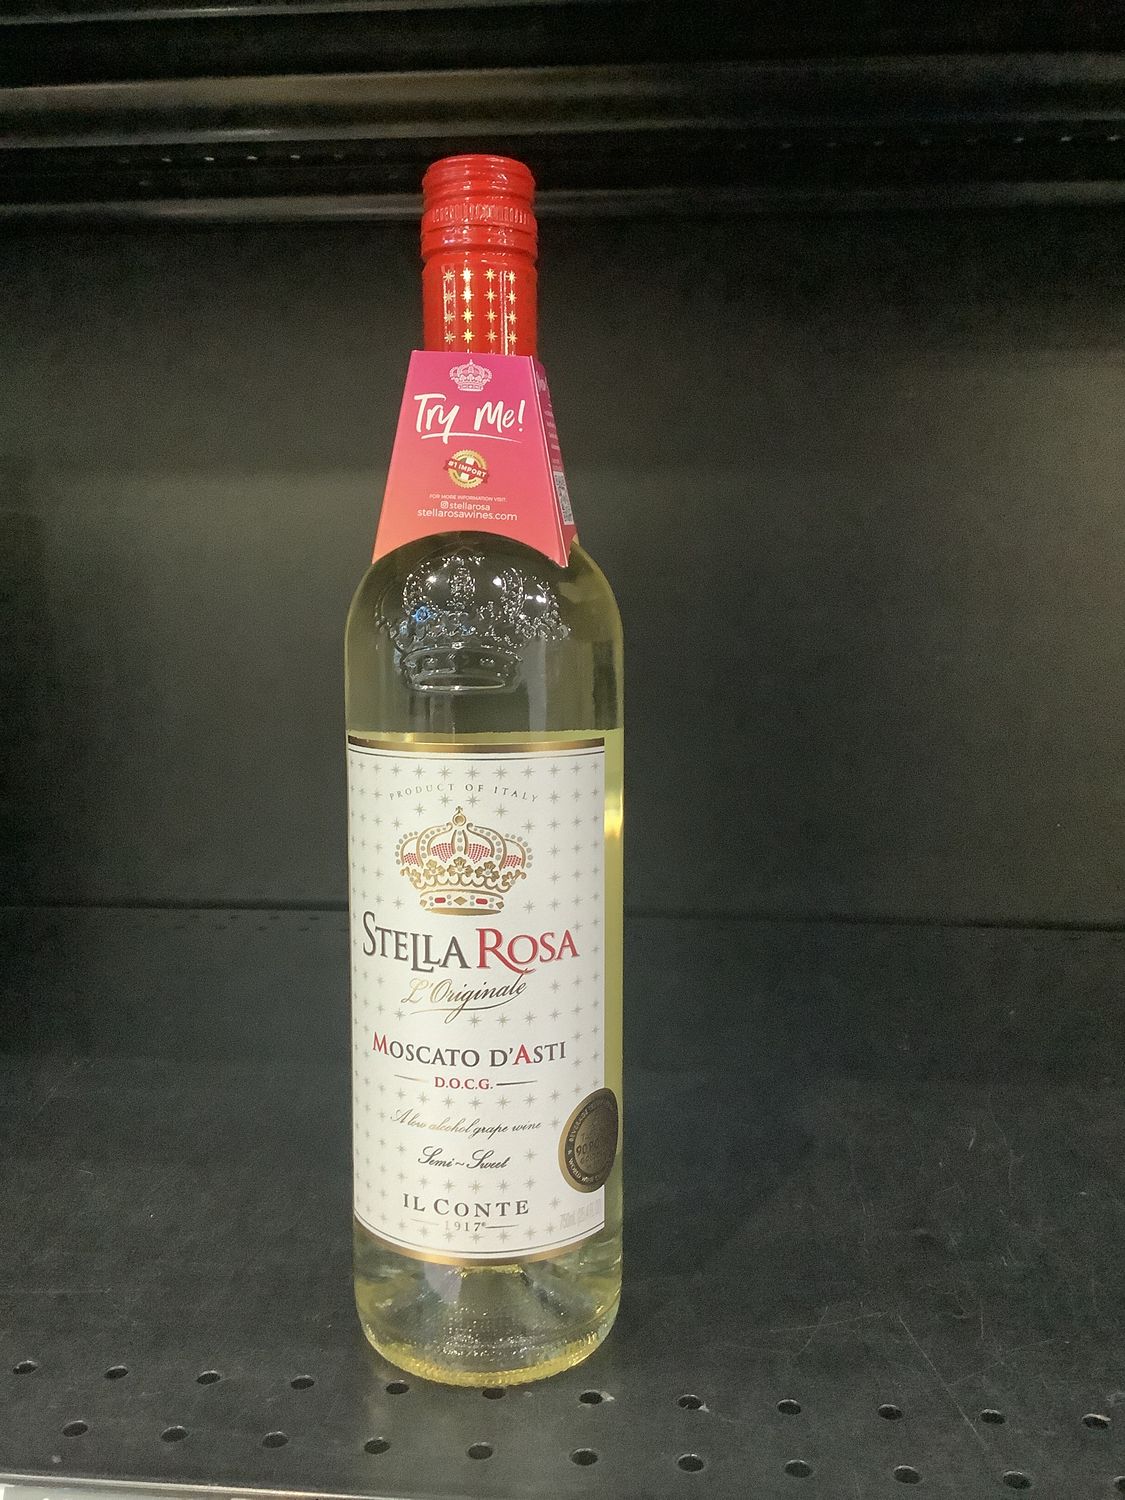 Try Me!
#1 IMPORT
FOR MORE INFORMATION VISIT:
stellarosa
stellarosawines.com
PRODUCT OF ITALY
STELLA ROSA
L'Originale
MOSCATO D'ASTI
D.O.C.G.
A low alcohol grape wine
Semi~Sweet
IL CONTE
1917
750mL